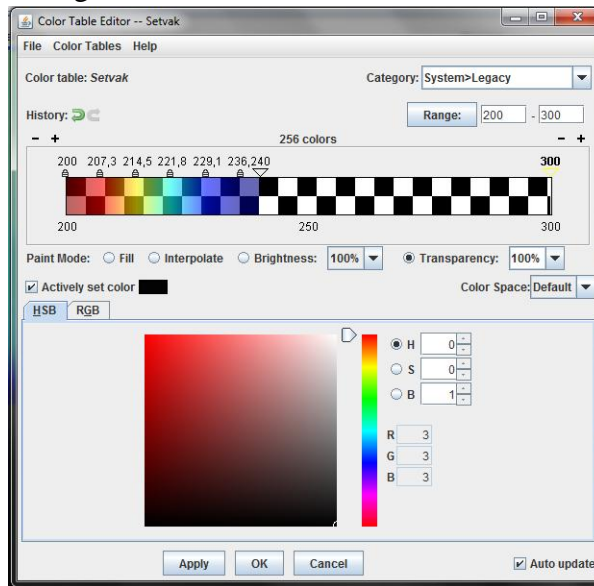 Color Table Editor -- Setvak
File Color Tables Help
Color table: Setvak Category: System>Legacy
History: Range: 200 - 300
- + 256 colors - +
200 207,3 214,5 221,8 229,1 236,240 300
200 250 300
Paint Mode: Fill Interpolate Brightness: 100% Transparency: 100%
Actively set color Color Space: Default
HSB RGB
H 0
S 0
B 1
R 3
G 3
B 3
Apply OK Cancel Auto update